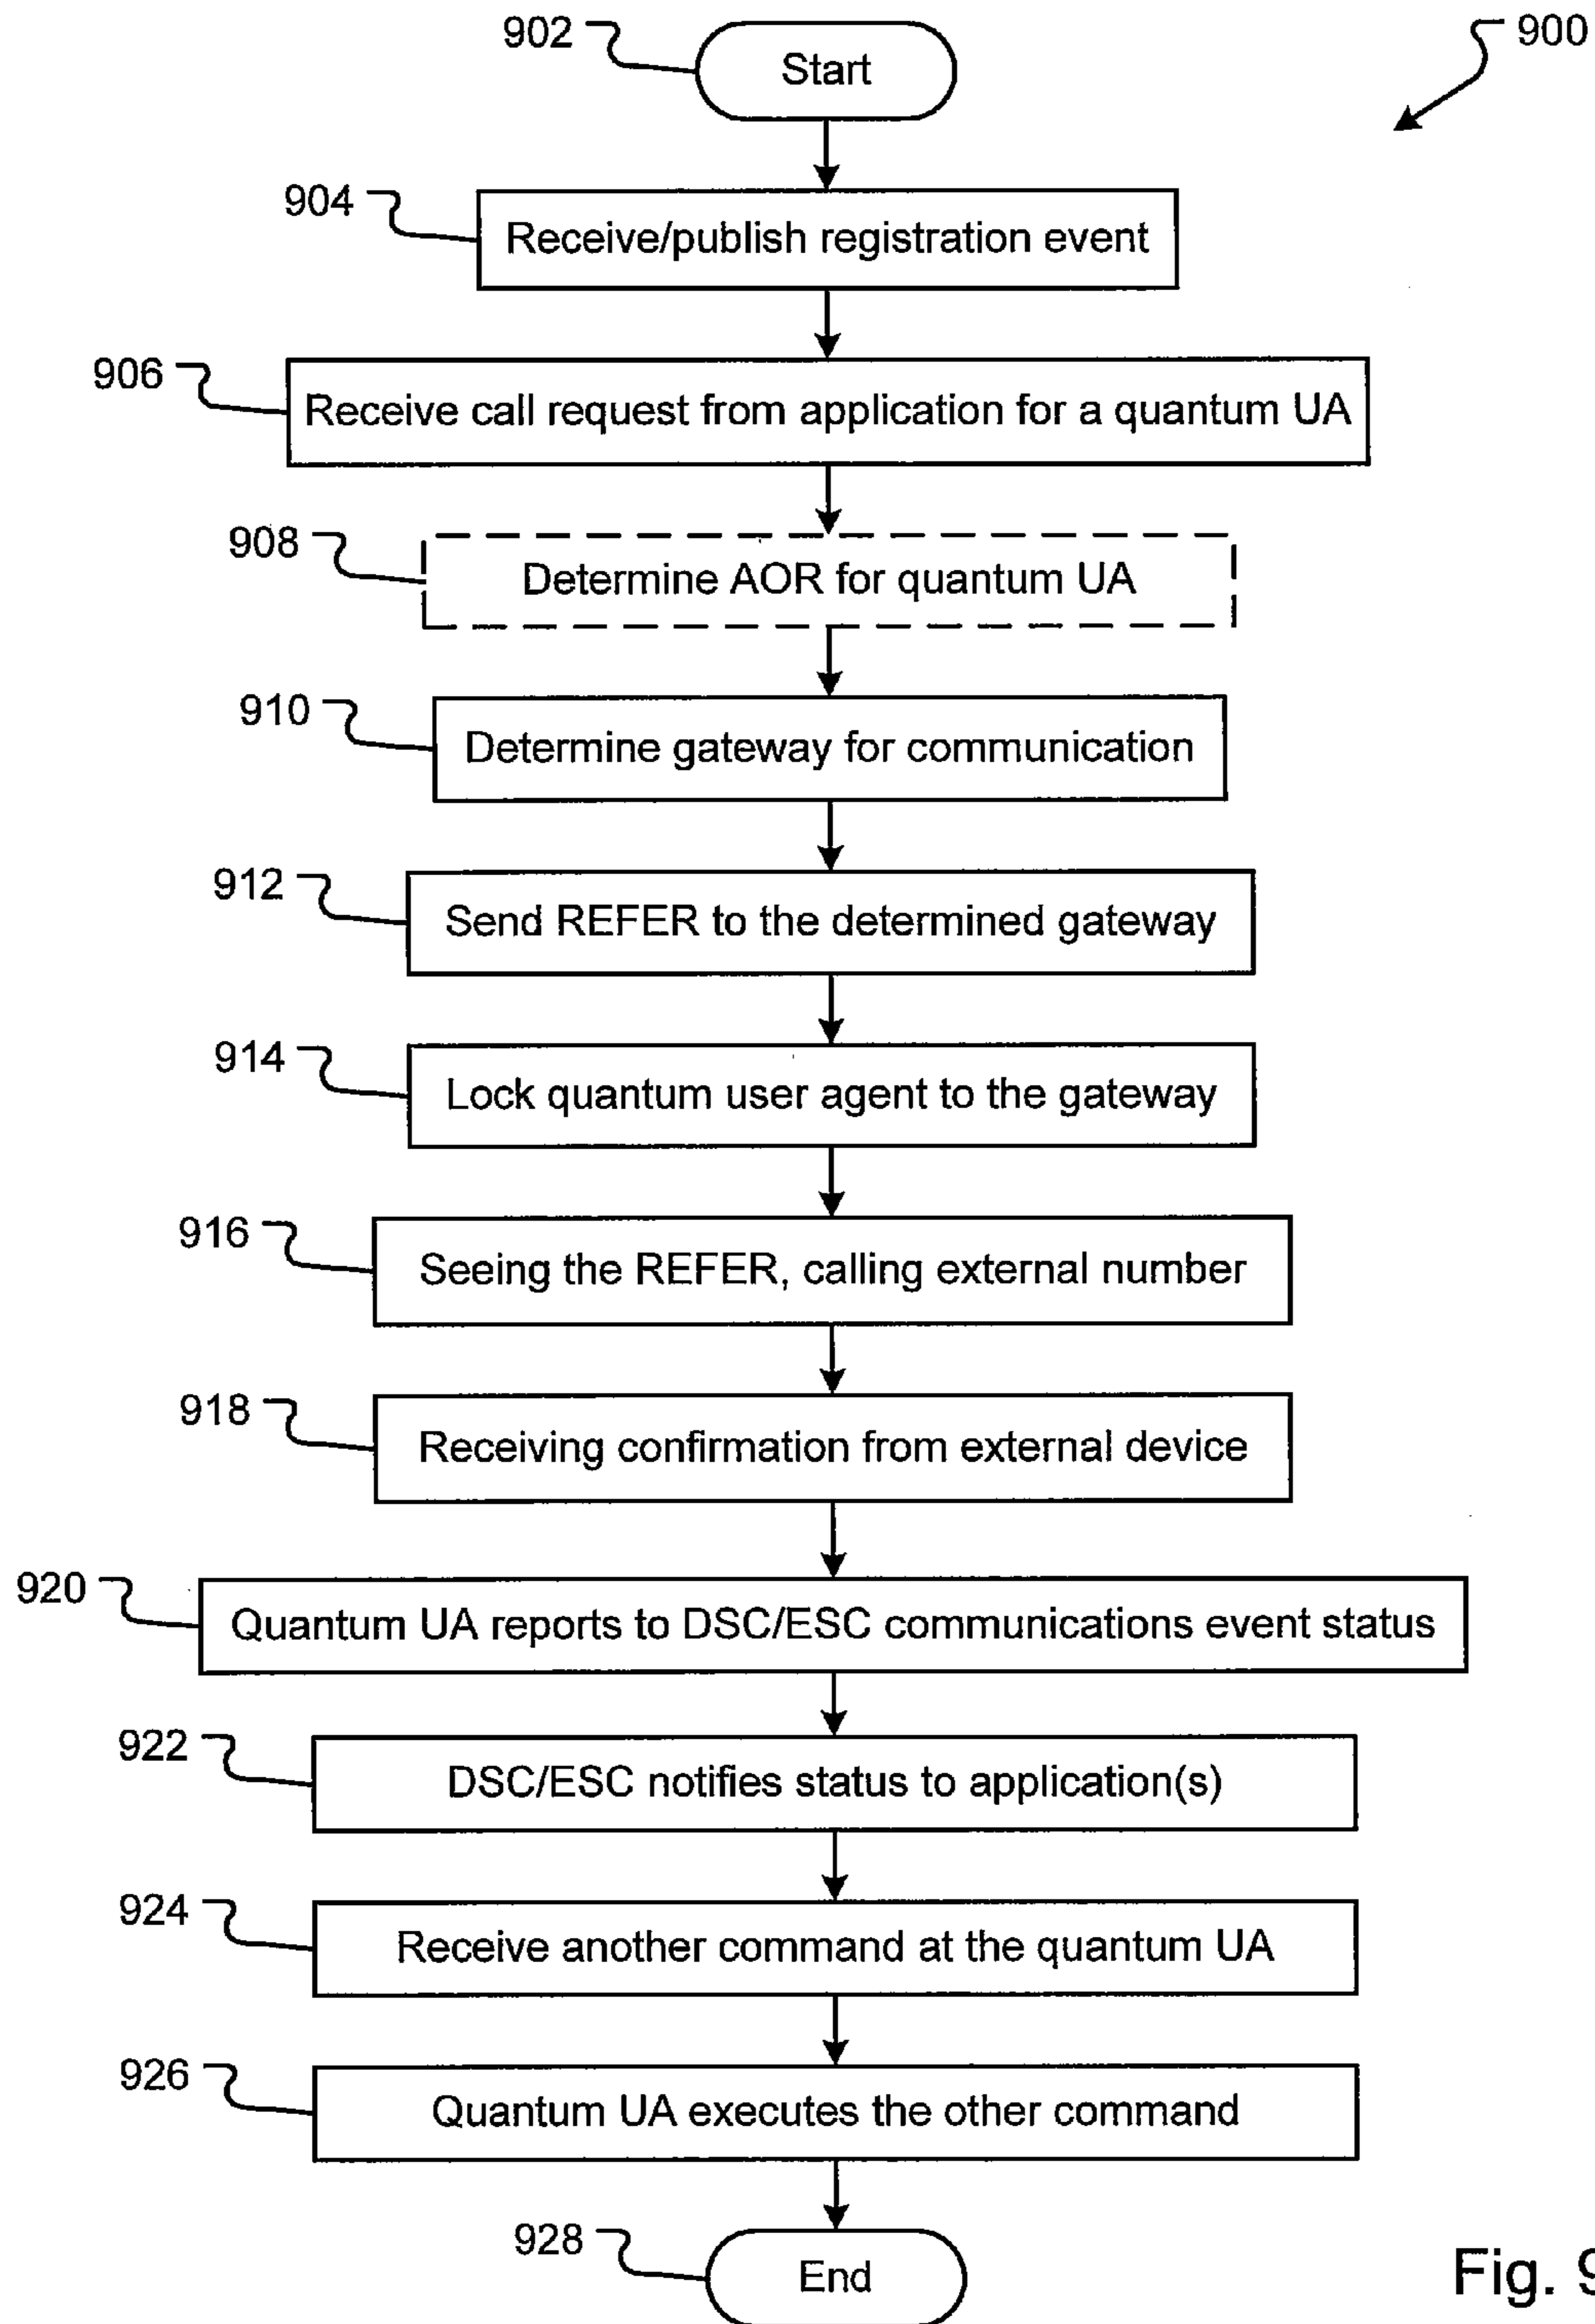 902
Start
900
904
Receive/publish registration event
906
Receive call request from application for a quantum UA
908
Determine AOR for quantum UA
910
Determine gateway for communication
912
Send REFER to the determined gateway
914
Lock quantum user agent to the gateway
916
Seeing the REFER, calling external number
918
Receiving confirmation from external device
920
Quantum UA reports to DSC/ESC communications event status
922
DSC/ESC notifies status to application(s)
924
Receive another command at the quantum UA
926
Quantum UA executes the other command
928
End
Fig. 9